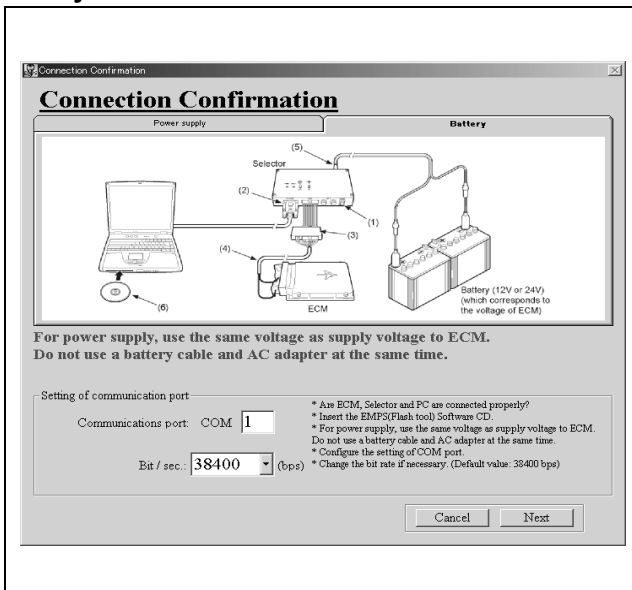 Connection Confirmation
Connection Confirmation
Power supply
Battery
(5)
Selector
(2)
(1)
(3)
(4)
(6)
ECM
Battery (12V or 24V)
(which corresponds to
the voltage of ECM)
For power supply, use the same voltage as supply voltage to ECM.
Do not use a battery cable and AC adapter at the same time.
Setting of communication port
Communications port: COM 1
Bit / sec.: 38400 (bps)
* Are ECM, Selector and PC are connected properly?
* Insert the EMPS(Flash tool) Software CD.
* For power supply, use the same voltage as supply voltage to ECM.
Do not use a battery cable and AC adapter at the same time.
* Configure the setting of COM port.
* Change the bit rate if necessary. (Default value: 38400 bps)
Cancel
Next